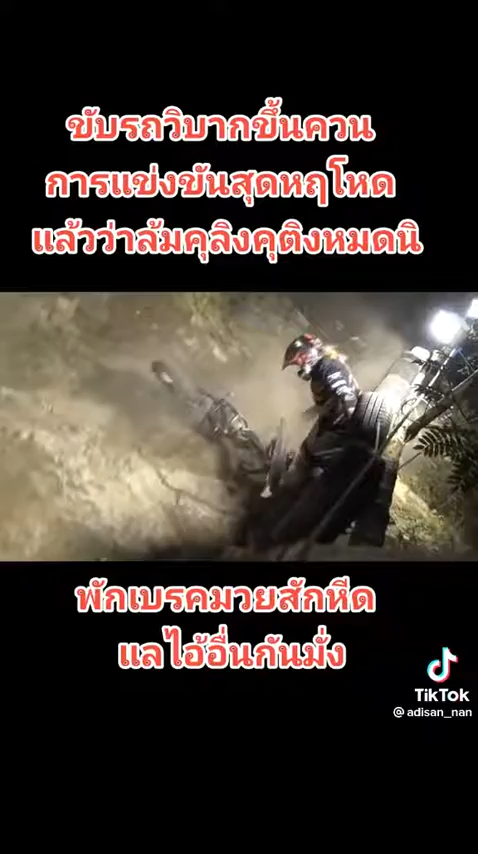 ขับรถวิบากขึ้นควน
การแข่งขันสุดหฤโหด
แล้วว่าล้มคุลิงคุติงหมดนิ
พักเบรคมวยสักหีด
แลไอ้อื่นกันมั่ง
TikTok
@adisan_nan